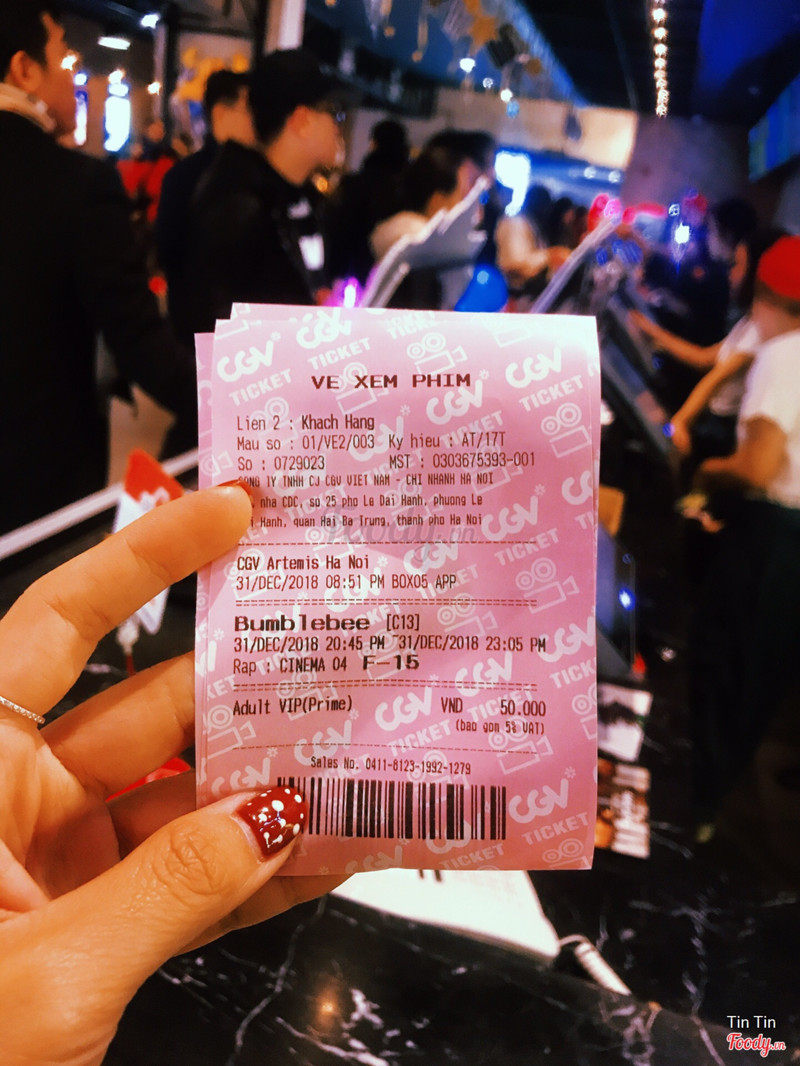 VE XEM PHIM
Lien 2 : Khach Hang
Mau so : 01/VE2/003 Ky hieu : AT/17T
So : 0729023 MST : 0303675393-001
TY TNHH CJ CGV VIET NAM - CHI NHANH HA NOI
nha CDC, so 25 pho Le Dai Hanh, phuong Le
Hanh, quan Hai Ba Trung, thanh pho Ha Noi
CGV Artemis Ha Noi
31/DEC/2018 08:51 PM BOX05 APP
Bumblebee [C13]
31/DEC/2018 20:45 PM ~31/DEC/2018 23:05 PM
Rap : CINEMA 04 F-15
Adult VIP(Prime) VND 50.000
(bao gom 5% VAT)
Sales No. 0411-8123-1992-1279
CGV TICKET
Tin Tin
Foody.vn